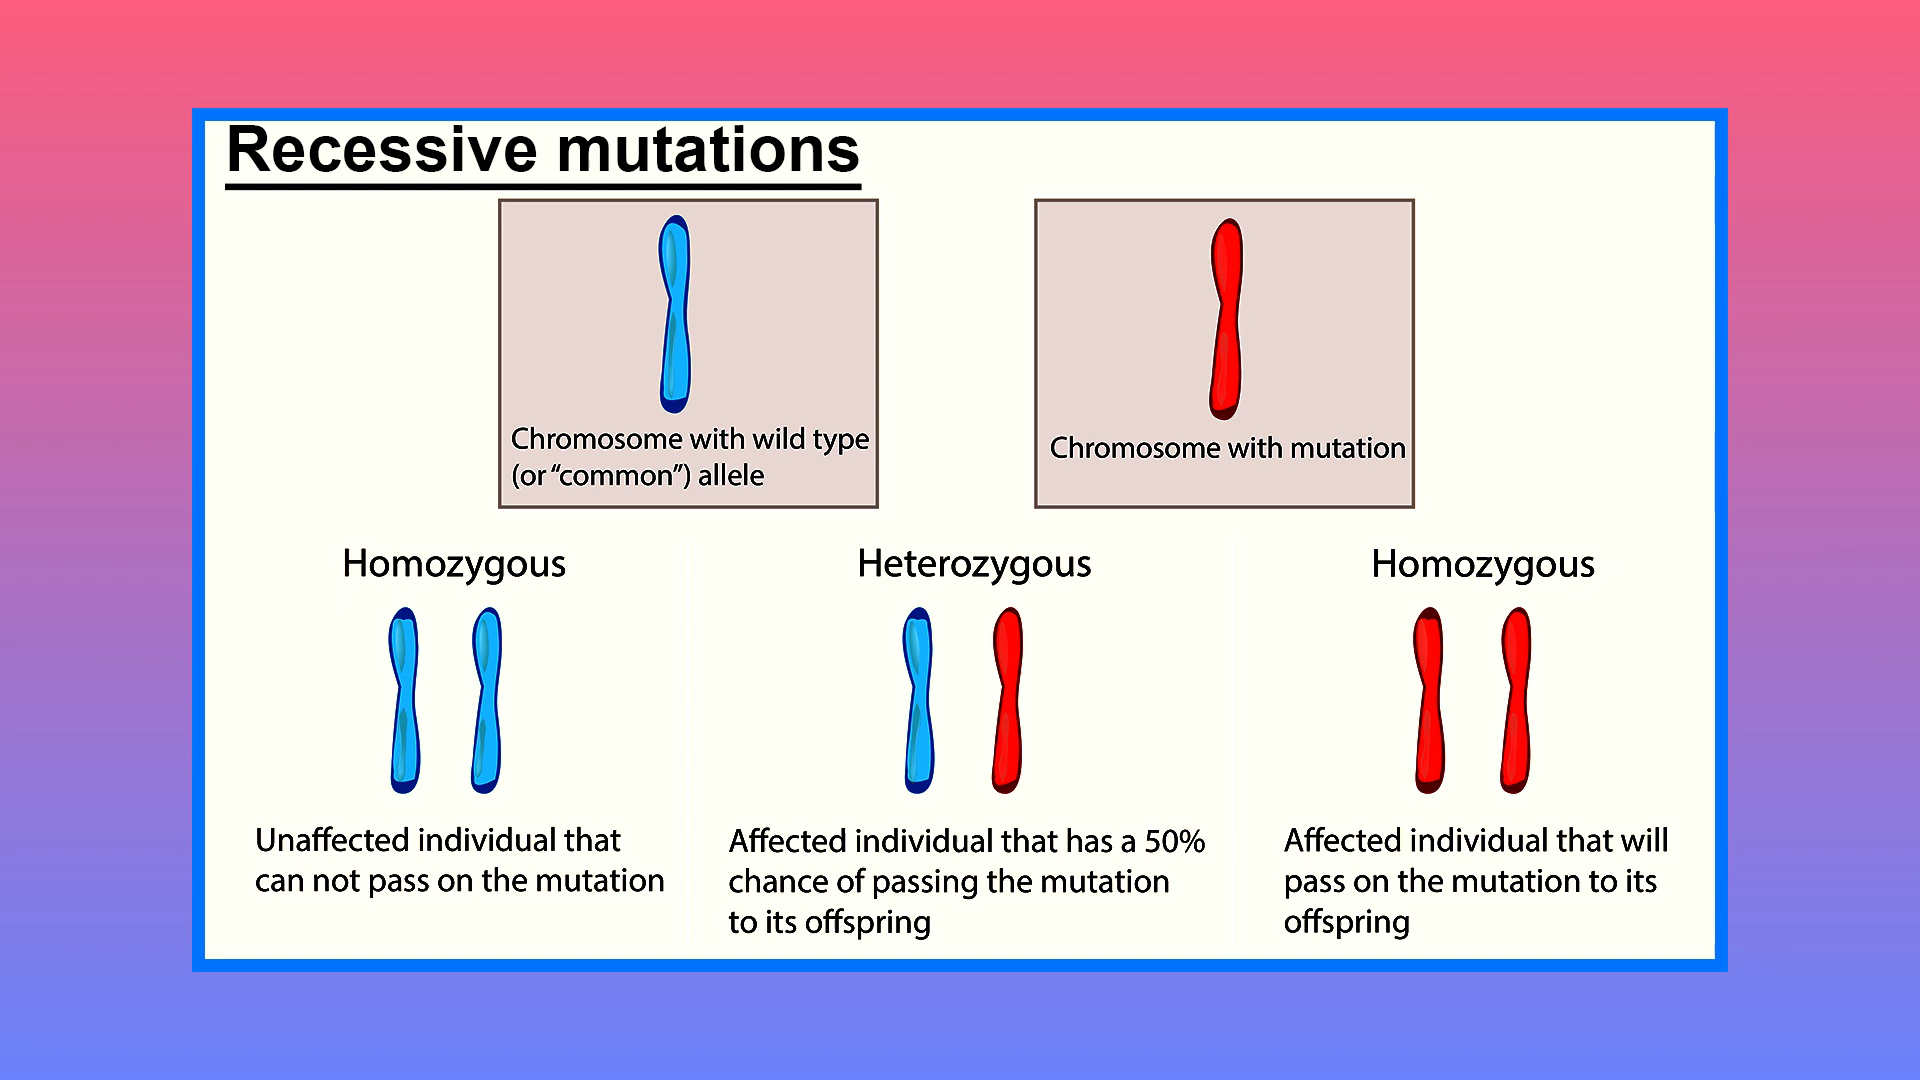 Recessive mutations
Chromosome with wild type
(or “common”) allele
Chromosome with mutation
Homozygous
Heterozygous
Homozygous
Unaffected individual that
can not pass on the mutation
Affected individual that has a 50%
chance of passing the mutation
to its offspring
Affected individual that will
pass on the mutation to its
offspring